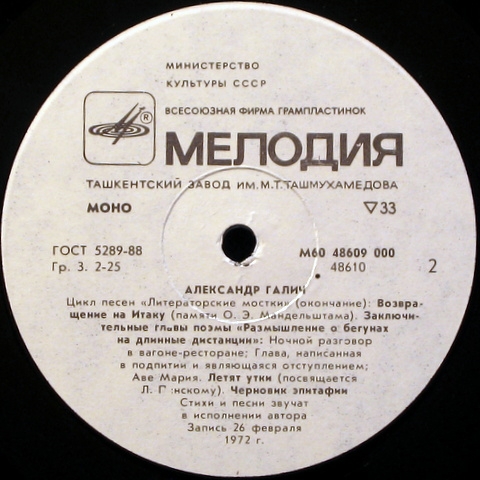 МИНИСТЕРСТВО
КУЛЬТУРЫ СССР
ВСЕСОЮЗНАЯ ФИРМА ГРАМПЛАСТИНОК
®
МЕЛОДИЯ
ТАШКЕНТСКИЙ ЗАВОД ИМ. М.Т. ТАШМУХАМЕДОВА
МОНО ▽33
ГОСТ 5289-88 М60 48609 000
Гр. 3. 2-25 48610 2
АЛЕКСАНДР ГАЛИЧ
Цикл песен «Литераторские мостки» (окончание): Возвра-
щение на Итаку (памяти О. Э. Мандельштама). Заключи-
тельные главы поэмы «Размышление о бегунах
на длинные дистанции»: Ночной разговор
в вагоне-ресторане; Глава, написанная
в подпитии и являющаяся отступлением;
Аве Мария. Летят утки (посвящается
Л. нскому). Черновик эпитафии
Стихи и песни звучат
в исполнении автора
Запись 26 февраля
1972 г.